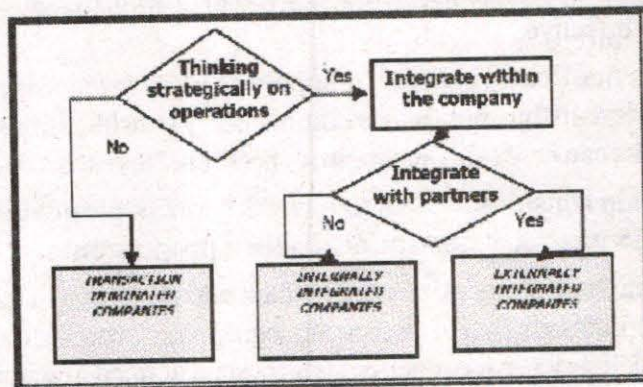 Thinking
strategically on
operations
Yes
Integrate within
the company
No
Integrate
with partners
No
Yes
TRANSACTION
DOMINATED
COMPANIES
INTERNALLY
INTEGRATED
COMPANIES
EXTERNALLY
INTEGRATED
COMPANIES